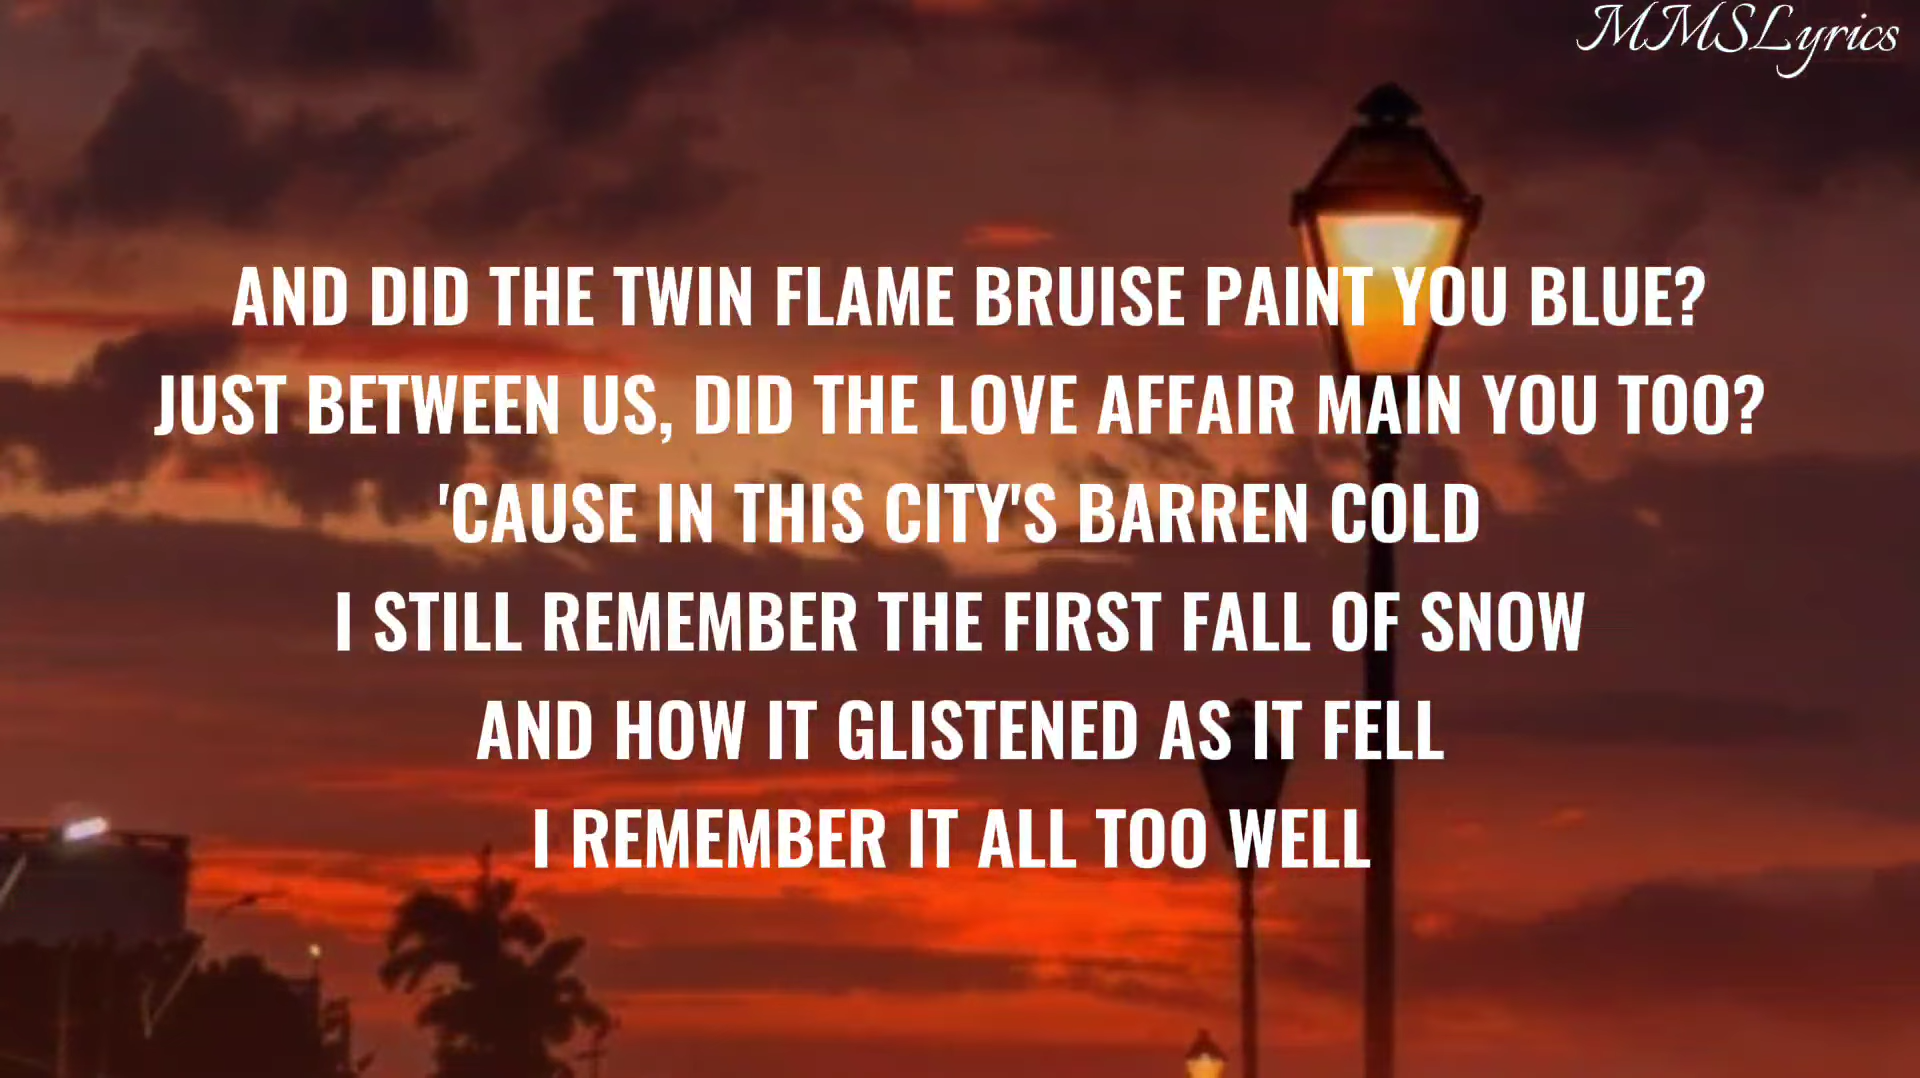 MMSLyrics
AND DID THE TWIN FLAME BRUISE PAINT YOU BLUE?
JUST BETWEEN US, DID THE LOVE AFFAIR MAIN YOU TOO?
'CAUSE IN THIS CITY'S BARREN COLD
I STILL REMEMBER THE FIRST FALL OF SNOW
AND HOW IT GLISTENED AS IT FELL
I REMEMBER IT ALL TOO WELL